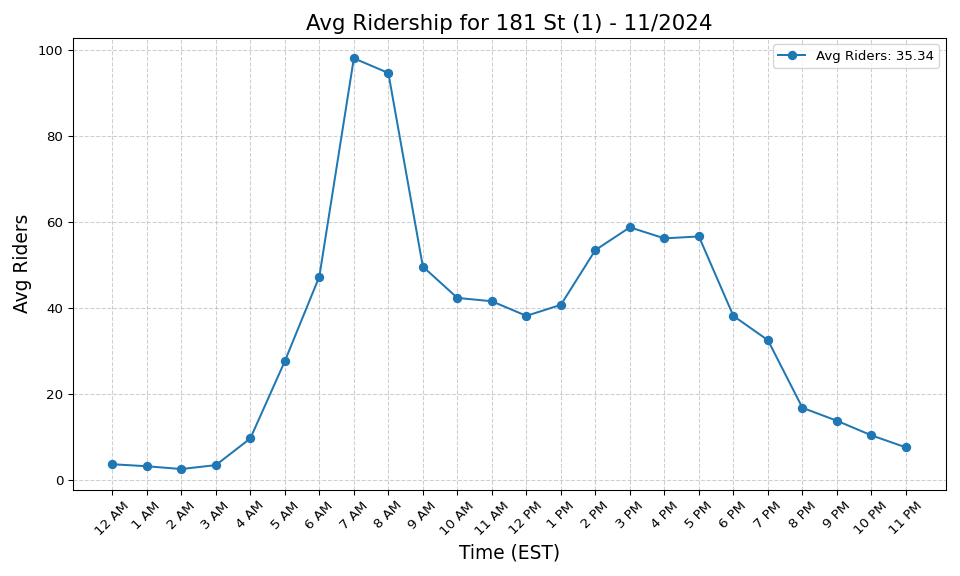 Avg Ridership for 181 St (1) - 11/2024
Avg Riders: 35.34
Avg Riders
100
80
60
40
20
0
12 AM
1 AM
2 AM
3 AM
4 AM
5 AM
6 AM
7 AM
8 AM
9 AM
10 AM
11 AM
12 PM
1 PM
2 PM
3 PM
4 PM
5 PM
6 PM
7 PM
8 PM
9 PM
10 PM
11 PM
Time (EST)